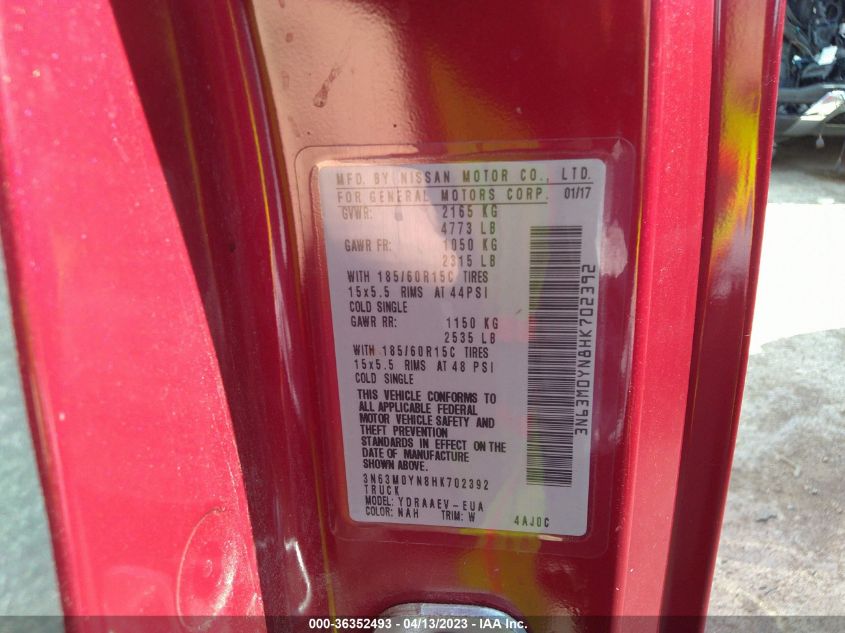 MFD. BY NISSAN MOTOR CO., LTD.
FOR GENERAL MOTORS CORP. 01/17
GVWR: 2165 KG
4773 LB
GAWR FR: 1050 KG
2315 LB
WITH 185/60R15C TIRES
15x5.5 RIMS AT 44PSI
COLD SINGLE
GAWR RR: 1150 KG
2535 LB
WITH 185/60R15C TIRES
15x5.5 RIMS AT 48 PSI
COLD SINGLE
THIS VEHICLE CONFORMS TO
ALL APPLICABLE FEDERAL
MOTOR VEHICLE SAFETY AND
THEFT PREVENTION
STANDARDS IN EFFECT ON THE
DATE OF MANUFACTURE
SHOWN ABOVE.
3N63M0YN8HK702392
TRUCK
MODEL: YDRAAEV-EUA
COLOR: NAH TRIM: W 4AJ0C
3N63M0YN8HK702392
000-36352493 - 04/13/2023 - IAA Inc.